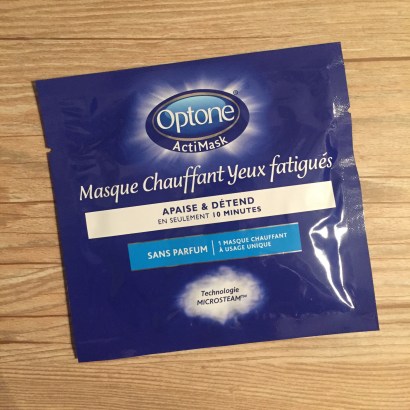 Optone®
ActiMask
Masque Chauffant Yeux fatigués
APAISE & DÉTEND
EN SEULEMENT 10 MINUTES
SANS PARFUM
1 MASQUE CHAUFFANT
À USAGE UNIQUE
Technologie
MICROSTEAM™